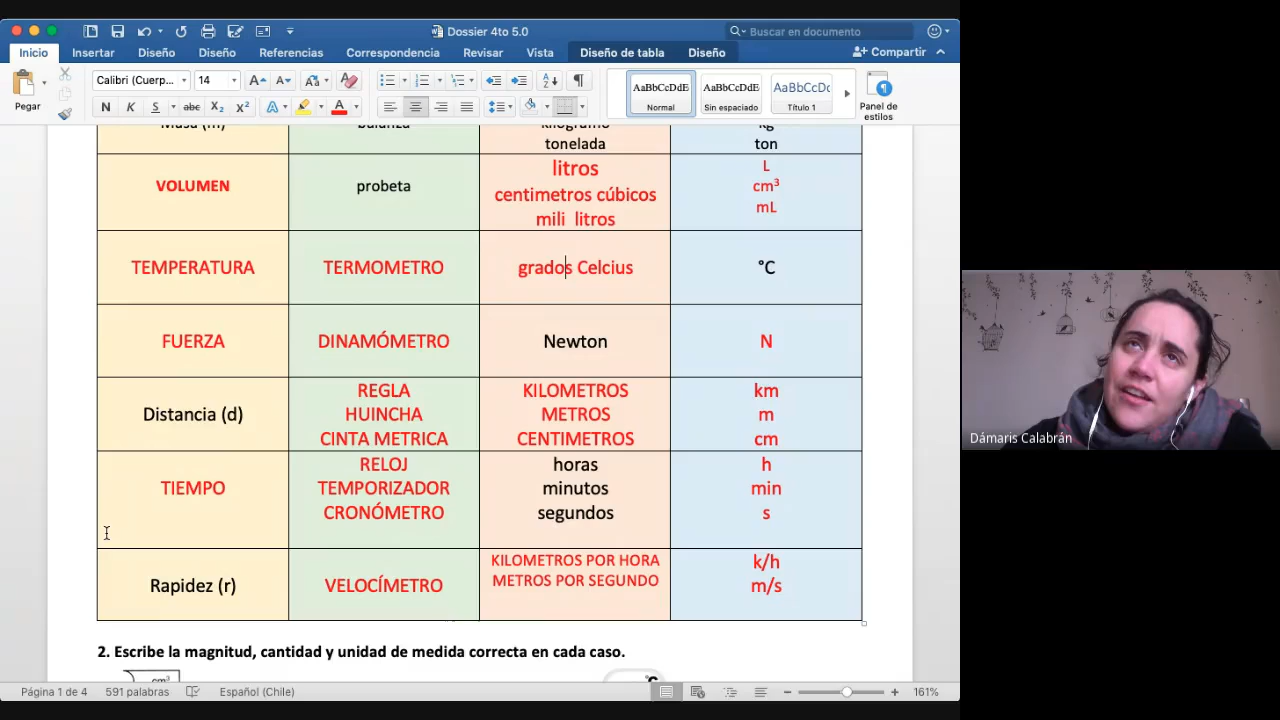 Dossier 4to 5.0
Buscar en documento
Inicio Insertar Diseño Diseño Referencias Correspondencia Revisar Vista Diseño de tabla Diseño Compartir
Pegar
Calibri (Cuerp... 14
N K S abc X₂ X²
AaBbCcDdE AaBbCcDdE AaBbCcDc
Normal Sin espaciado Título 1
Panel de
estilos
Masa (m) balanza kilogramo kg
tonelada ton
VOLUMEN probeta
litros
centimetros cúbicos
mili litros
L
cm³
mL
TEMPERATURA TERMOMETRO grados Celcius °C
FUERZA DINAMÓMETRO Newton N
Distancia (d)
REGLA
HUINCHA
CINTA METRICA
KILOMETROS
METROS
CENTIMETROS
km
m
cm
TIEMPO
RELOJ
TEMPORIZADOR
CRONÓMETRO
horas
minutos
segundos
h
min
s
Rapidez (r) VELOCÍMETRO
KILOMETROS POR HORA
METROS POR SEGUNDO
k/h
m/s
2. Escribe la magnitud, cantidad y unidad de medida correcta en cada caso.
cm³
°C
Página 1 de 4 591 palabras Español (Chile) 161%
Dámaris Calabrán